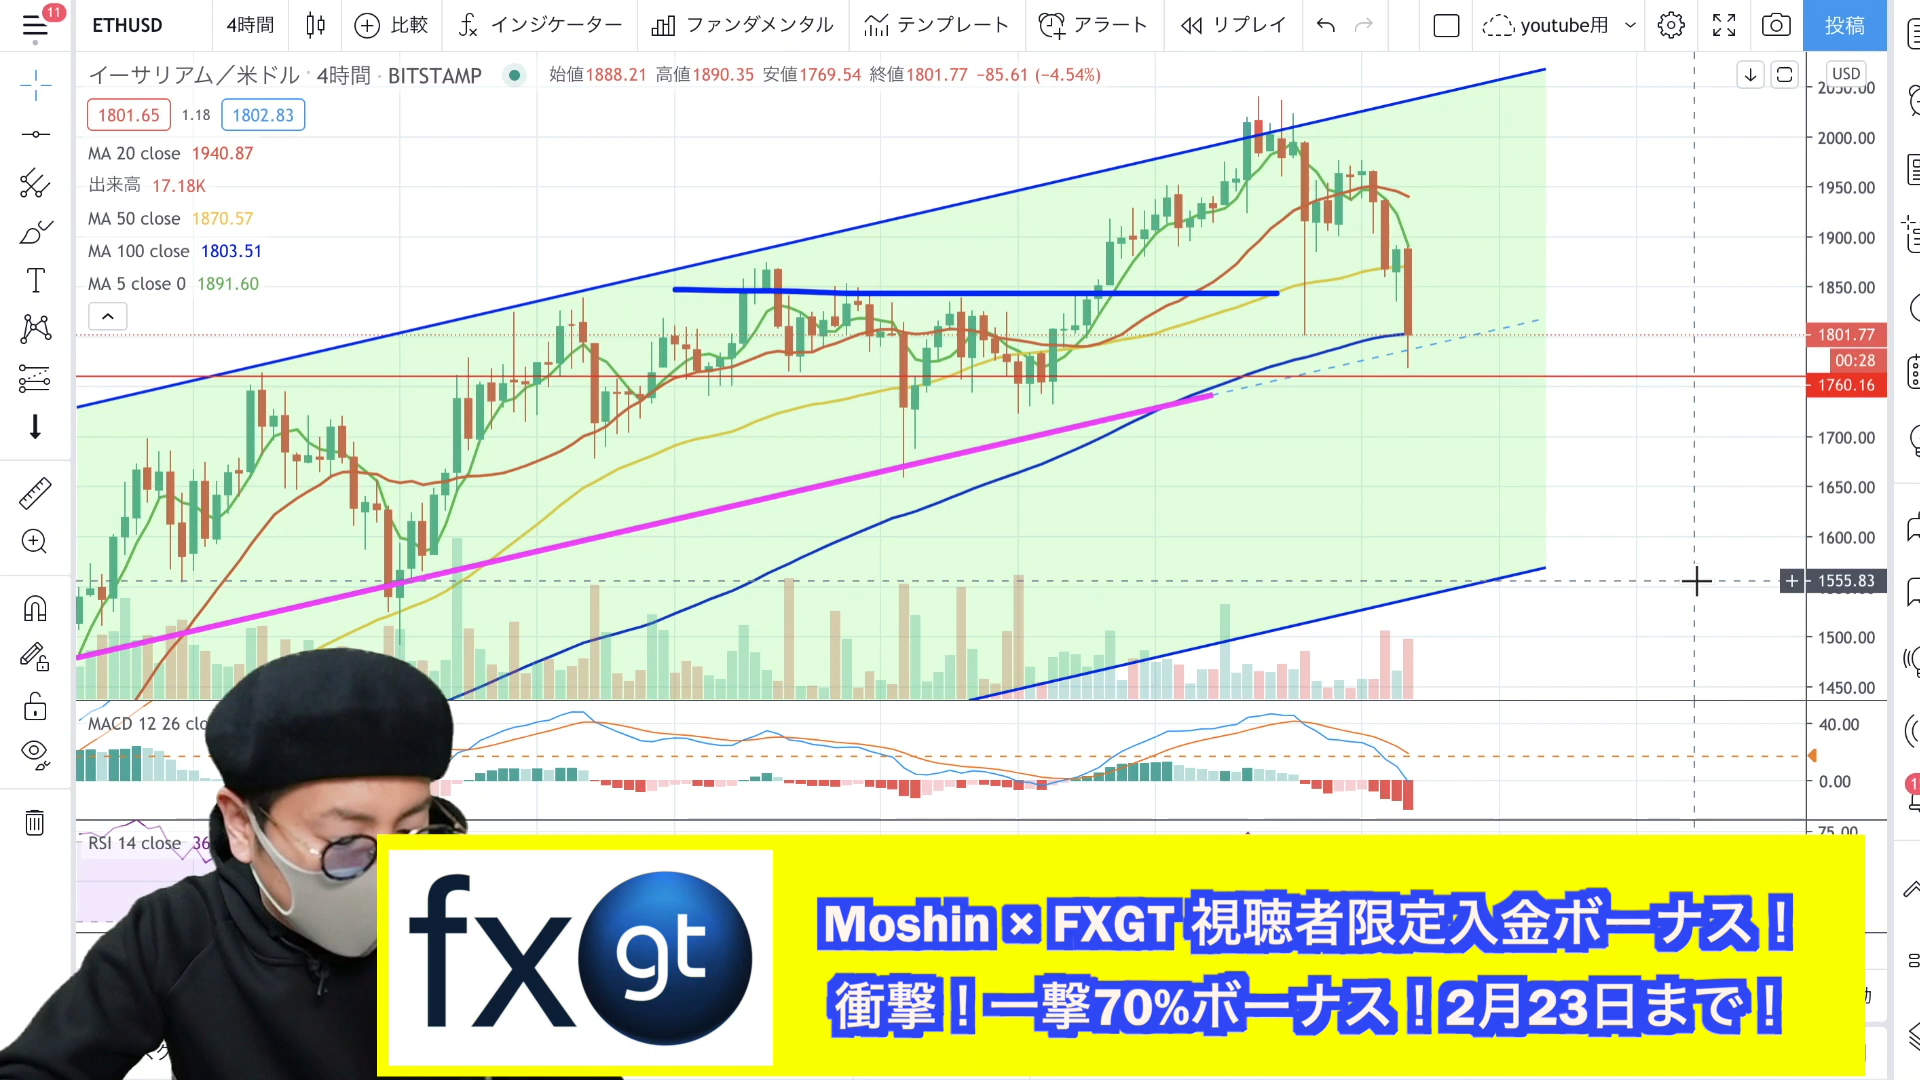 11
ETHUSD
4時間
比較
インジケーター
ファンダメンタル
テンプレート
アラート
リプレイ
youtube用
投稿
イーサリアム／米ドル · 4時間 · BITSTAMP
始値1888.21 高値1890.35 安値1769.54 終値1801.77 −85.61 (−4.54%)
1801.65 1.18 1802.83
MA 20 close 1940.87
出来高 17.18K
MA 50 close 1870.57
MA 100 close 1803.51
MA 5 close 0 1891.60
USD
2050.00
2000.00
1950.00
1900.00
1850.00
1801.77
00:28
1760.16
1700.00
1650.00
1600.00
1555.83
1500.00
1450.00
MACD 12 26 clo
40.00
0.00
RSI 14 close 36
75.00
fx gt
Moshin × FXGT 視聴者限定入金ボーナス！
衝撃！一撃70%ボーナス！2月23日まで！